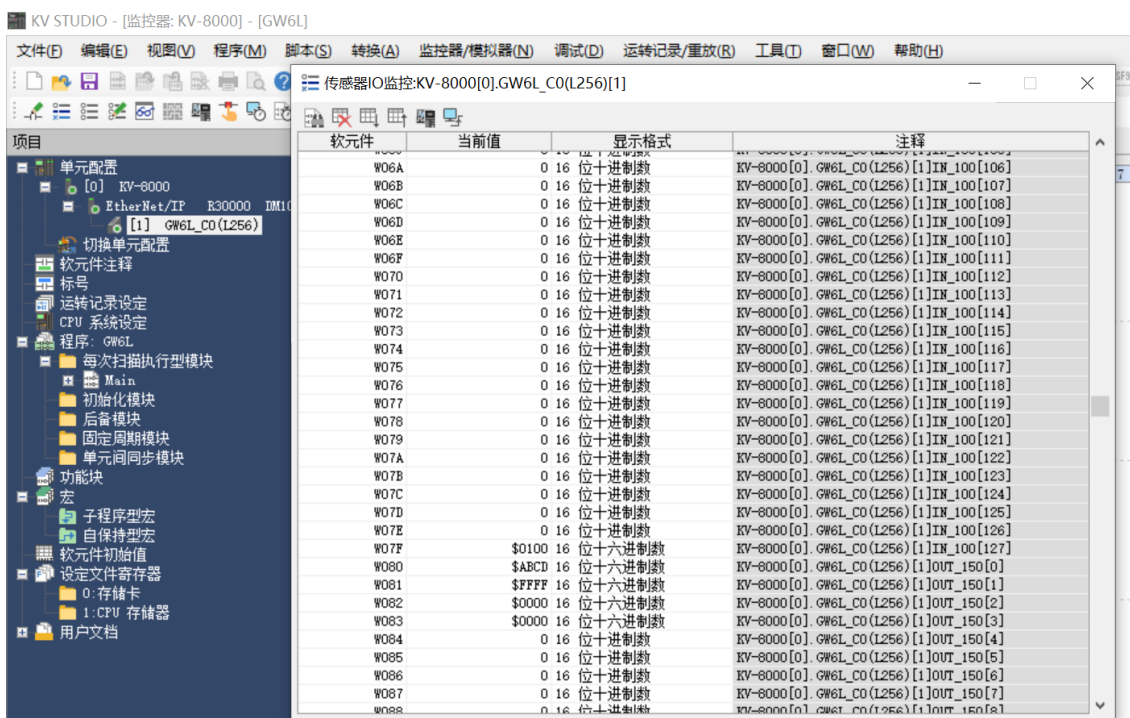 KV STUDIO - [监控器: KV-8000] - [GW6L]
文件(F) 编辑(E) 视图(V) 程序(M) 脚本(S) 转换(A) 监控器/模拟器(N) 调试(D) 运转记录/重放(R) 工具(T) 窗口(W) 帮助(H)
传感器IO监控:KV-8000[0].GW6L_C0(L256)[1]
项目
单元配置
[0] KV-8000
EtherNet/IP R30000 DM10
[1] GW6L_C0(L256)
切换单元配置
软元件注释
标号
运转记录设定
CPU 系统设定
程序: GW6L
每次扫描执行型模块
Main
初始化模块
后备模块
固定周期模块
单元间同步模块
功能块
宏
子程序型宏
自保持型宏
软元件初始值
设定文件寄存器
0:存储卡
1:CPU 存储器
用户文档
软元件 当前值 显示格式 注释
W06A 0 16 位十进制数 KV-8000[0].GW6L_C0(L256)[1]IN_100[106]
W06B 0 16 位十进制数 KV-8000[0].GW6L_C0(L256)[1]IN_100[107]
W06C 0 16 位十进制数 KV-8000[0].GW6L_C0(L256)[1]IN_100[108]
W06D 0 16 位十进制数 KV-8000[0].GW6L_C0(L256)[1]IN_100[109]
W06E 0 16 位十进制数 KV-8000[0].GW6L_C0(L256)[1]IN_100[110]
W06F 0 16 位十进制数 KV-8000[0].GW6L_C0(L256)[1]IN_100[111]
W070 0 16 位十进制数 KV-8000[0].GW6L_C0(L256)[1]IN_100[112]
W071 0 16 位十进制数 KV-8000[0].GW6L_C0(L256)[1]IN_100[113]
W072 0 16 位十进制数 KV-8000[0].GW6L_C0(L256)[1]IN_100[114]
W073 0 16 位十进制数 KV-8000[0].GW6L_C0(L256)[1]IN_100[115]
W074 0 16 位十进制数 KV-8000[0].GW6L_C0(L256)[1]IN_100[116]
W075 0 16 位十进制数 KV-8000[0].GW6L_C0(L256)[1]IN_100[117]
W076 0 16 位十进制数 KV-8000[0].GW6L_C0(L256)[1]IN_100[118]
W077 0 16 位十进制数 KV-8000[0].GW6L_C0(L256)[1]IN_100[119]
W078 0 16 位十进制数 KV-8000[0].GW6L_C0(L256)[1]IN_100[120]
W079 0 16 位十进制数 KV-8000[0].GW6L_C0(L256)[1]IN_100[121]
W07A 0 16 位十进制数 KV-8000[0].GW6L_C0(L256)[1]IN_100[122]
W07B 0 16 位十进制数 KV-8000[0].GW6L_C0(L256)[1]IN_100[123]
W07C 0 16 位十进制数 KV-8000[0].GW6L_C0(L256)[1]IN_100[124]
W07D 0 16 位十进制数 KV-8000[0].GW6L_C0(L256)[1]IN_100[125]
W07E 0 16 位十进制数 KV-8000[0].GW6L_C0(L256)[1]IN_100[126]
W07F $0100 16 位十六进制数 KV-8000[0].GW6L_C0(L256)[1]IN_100[127]
W080 $ABCD 16 位十六进制数 KV-8000[0].GW6L_C0(L256)[1]OUT_150[0]
W081 $FFFF 16 位十六进制数 KV-8000[0].GW6L_C0(L256)[1]OUT_150[1]
W082 $0000 16 位十六进制数 KV-8000[0].GW6L_C0(L256)[1]OUT_150[2]
W083 $0000 16 位十六进制数 KV-8000[0].GW6L_C0(L256)[1]OUT_150[3]
W084 0 16 位十进制数 KV-8000[0].GW6L_C0(L256)[1]OUT_150[4]
W085 0 16 位十进制数 KV-8000[0].GW6L_C0(L256)[1]OUT_150[5]
W086 0 16 位十进制数 KV-8000[0].GW6L_C0(L256)[1]OUT_150[6]
W087 0 16 位十进制数 KV-8000[0].GW6L_C0(L256)[1]OUT_150[7]
W088 0 16 位十进制数 KV-8000[0].GW6L_C0(L256)[1]OUT_150[8]